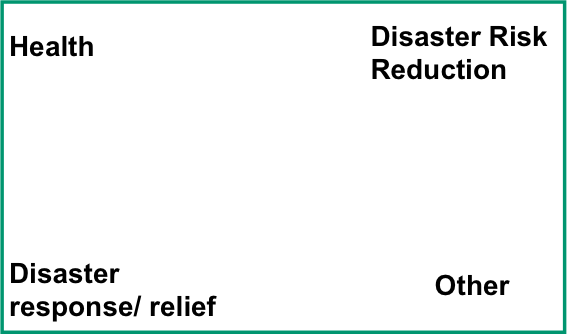 Health
Disaster Risk
Reduction
Disaster
response/ relief
Other